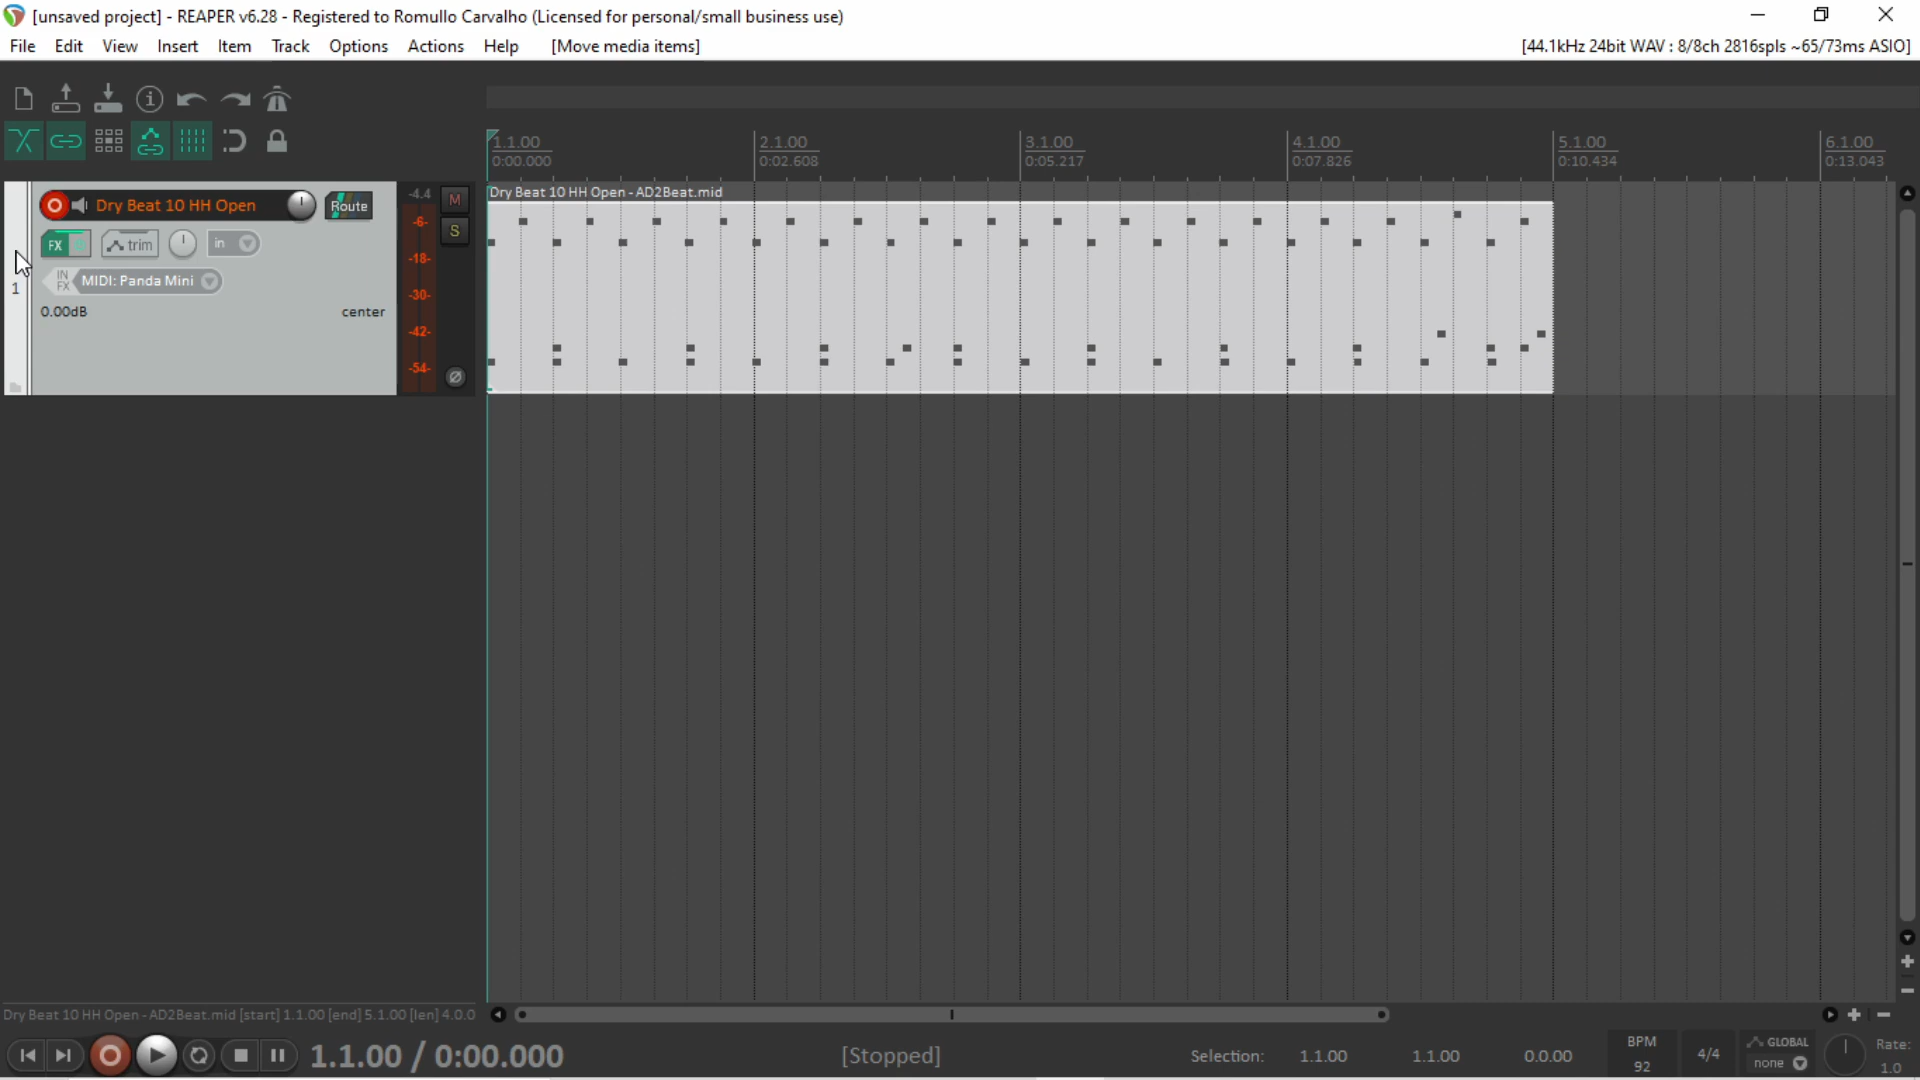 [unsaved project] - REAPER v6.28 - Registered to Romullo Carvalho (Licensed for personal/small business use)
File Edit View Insert Item Track Options Actions Help [Move media items] [44.1kHz 24bit WAV : 8/8ch 2816spls ~65/73ms ASIO]
1.1.00 2.1.00 3.1.00 4.1.00 5.1.00 6.1.00
0:00.000 0:02.608 0:05.217 0:07.826 0:10.434 0:13.043
Dry Beat 10 HH Open Route -4.4 M Dry Beat 10 HH Open - AD2Beat.mid
-6- S
FX trim in
-18-
IN FX MIDI: Panda Mini
1 -30-
0.00dB center
-42-
-54-
Dry Beat 10 HH Open - AD2Beat.mid [start] 1.1.00 [end] 5.1.00 [len] 4.0.0
1.1.00 / 0:00.000 [Stopped] Selection: 1.1.00 1.1.00 0.0.00 BPM 92 4/4 GLOBAL none Rate: 1.0